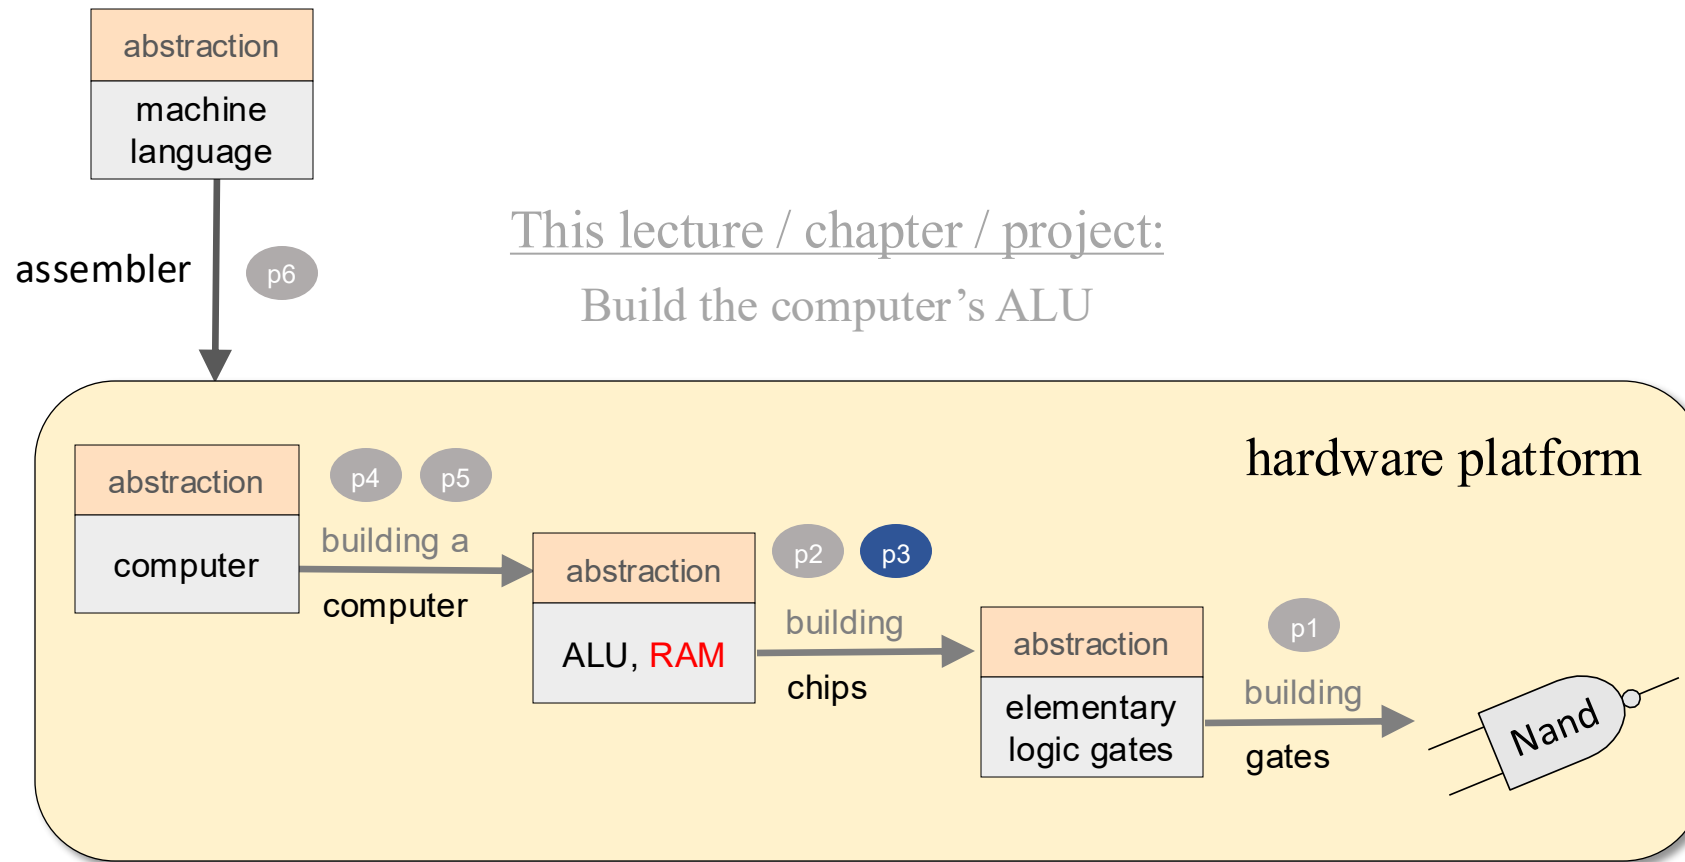 abstraction
machine
language
This lecture / chapter / project:
assembler
p6
Build the computer’s ALU
hardware platform
abstraction
computer
p4
p5
building a
computer
abstraction
ALU, RAM
p2
p3
building
chips
abstraction
elementary
logic gates
p1
building
gates
Nand